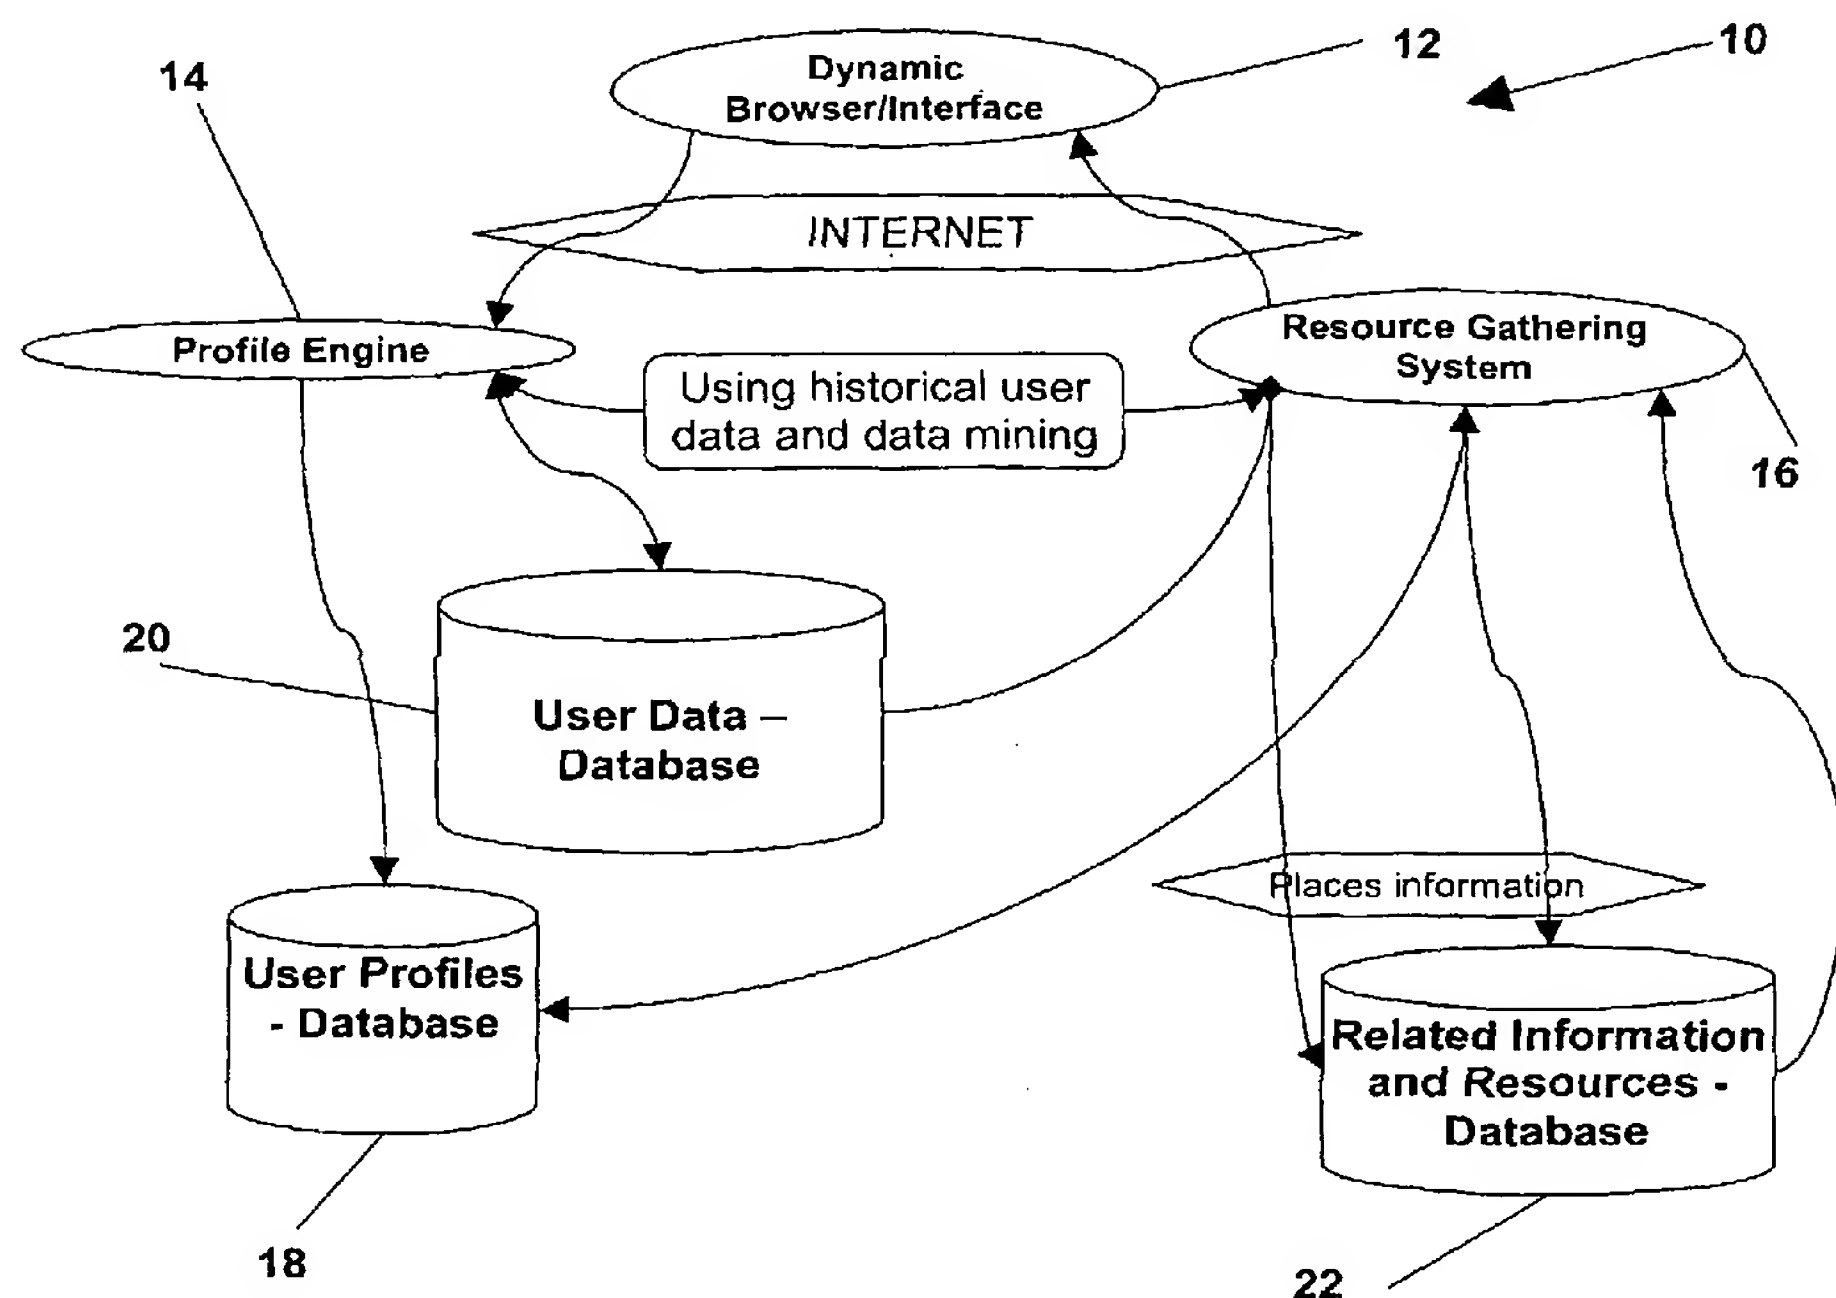 12
10
14
Dynamic
Browser/Interface
INTERNET
Profile Engine
Resource Gathering
System
Using historical user
data and data mining
16
20
User Data –
Database
Places information
User Profiles
- Database
Related Information
and Resources -
Database
18
22